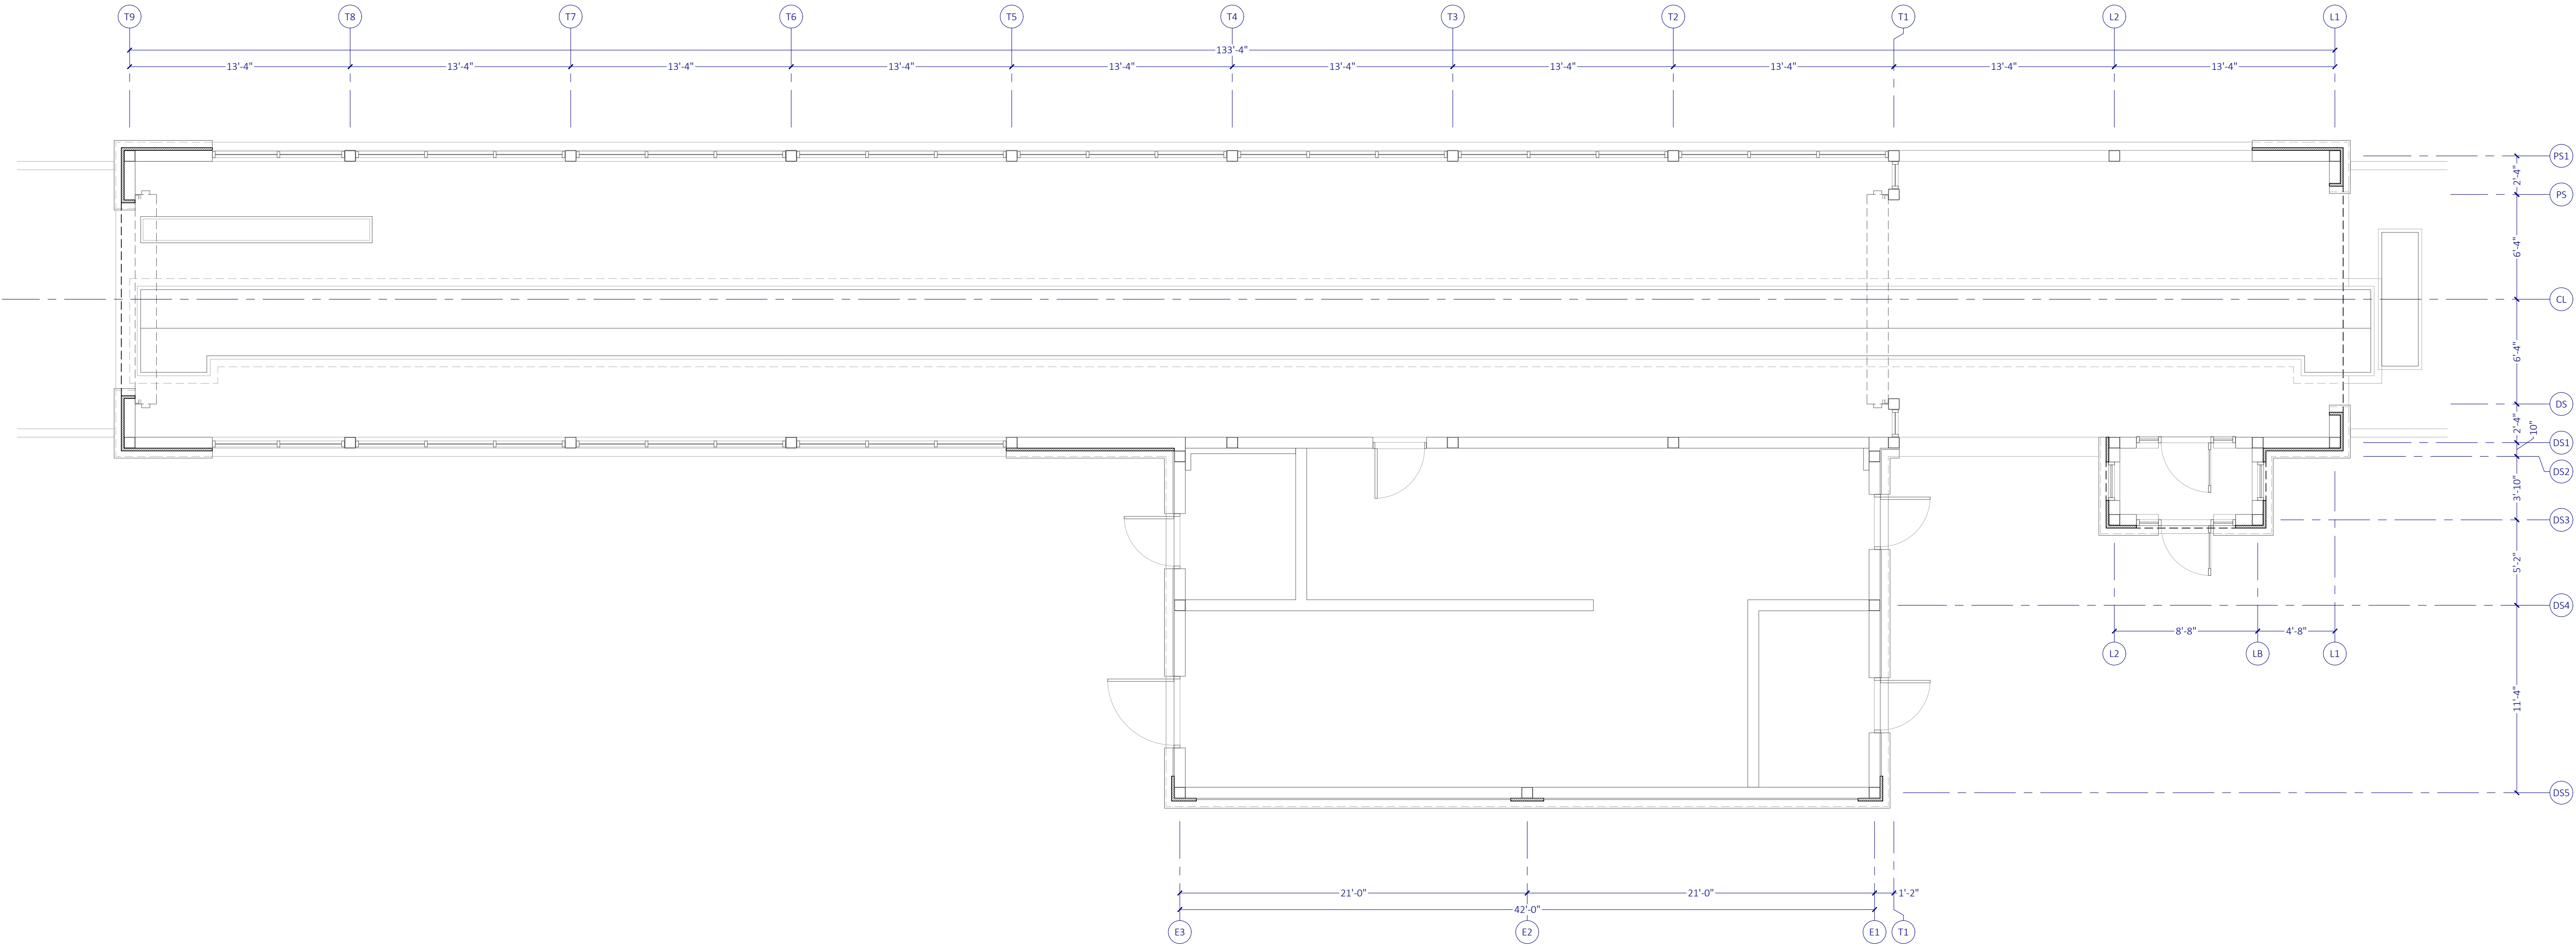 T9 T8 T7 T6 T5 T4 T3 T2 T1 L2 L1
133'-4"
13'-4" 13'-4" 13'-4" 13'-4" 13'-4" 13'-4" 13'-4" 13'-4" 13'-4" 13'-4"
PS1
2'-4"
PS
6'-4"
CL
6'-4"
DS
2'-4"
10"
DS1
DS2
3'-10"
DS3
5'-2"
DS4
8'-8" 4'-8"
L2 LB L1
11'-4"
DS5
21'-0" 21'-0" 1'-2"
42'-0"
E3 E2 E1 T1